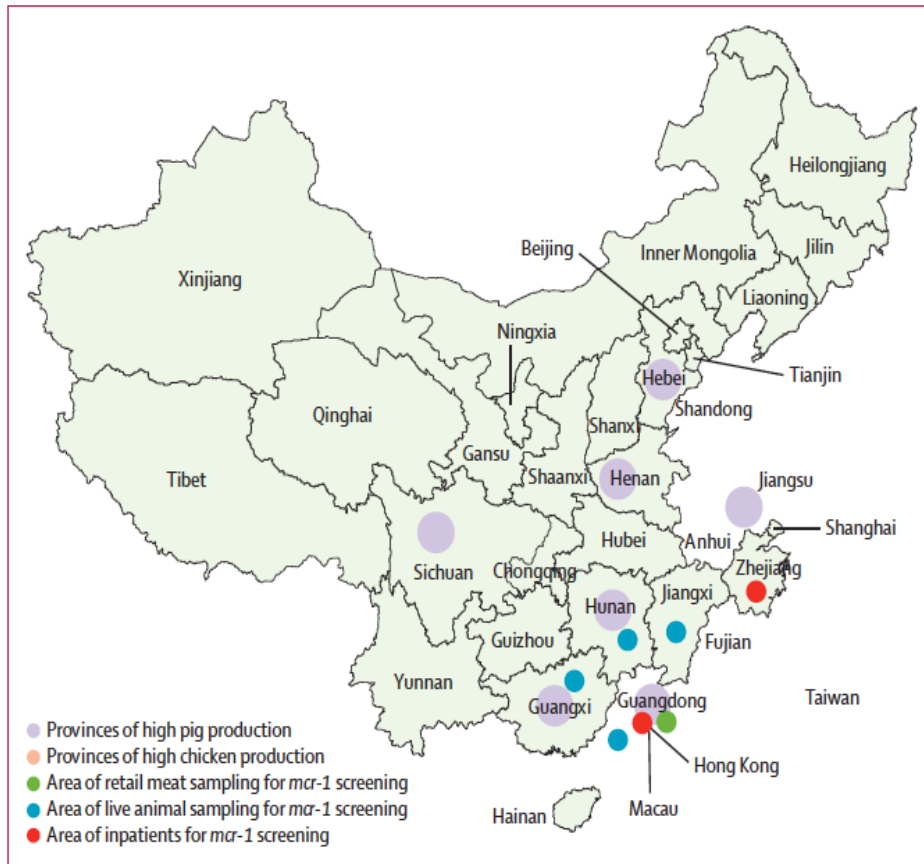 Heilongjiang
Jilin
Inner Mongolia
Beijing
Liaoning
Xinjiang
Ningxia
Tianjin
Hebei
Shandong
Qinghai
Shanxi
Gansu
Tibet
Shaanxi
Henan
Jiangsu
Shanghai
Hubei
Anhui
Sichuan
Chongqing
Zhejiang
Hunan
Jiangxi
Guizhou
Fujian
Yunnan
Guangxi
Guangdong
Taiwan
Provinces of high pig production
Provinces of high chicken production
Area of retail meat sampling for mcr-1 screening
Area of live animal sampling for mcr-1 screening
Area of inpatients for mcr-1 screening
Hong Kong
Macau
Hainan